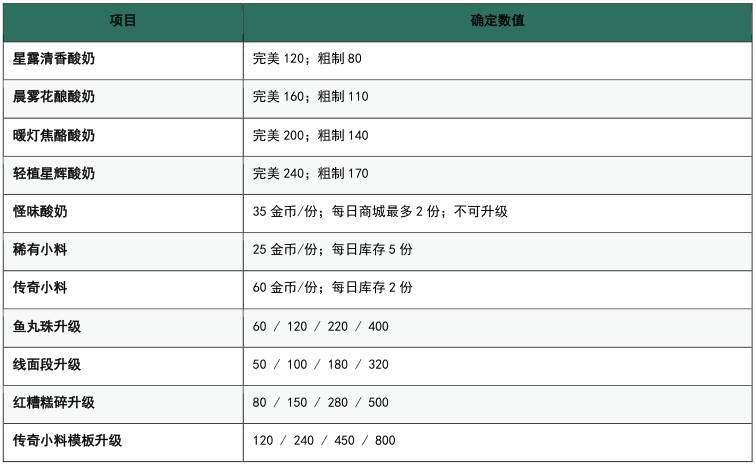 项目 确定数值
星露清香酸奶 完美 120；粗制 80
晨雾花酿酸奶 完美 160；粗制 110
暖灯焦酪酸奶 完美 200；粗制 140
轻植星辉酸奶 完美 240；粗制 170
怪味酸奶 35 金币/份；每日商城最多 2 份；不可升级
稀有小料 25 金币/份；每日库存 5 份
传奇小料 60 金币/份；每日库存 2 份
鱼丸珠升级 60 / 120 / 220 / 400
线面段升级 50 / 100 / 180 / 320
红糟糕碎升级 80 / 150 / 280 / 500
传奇小料模板升级 120 / 240 / 450 / 800